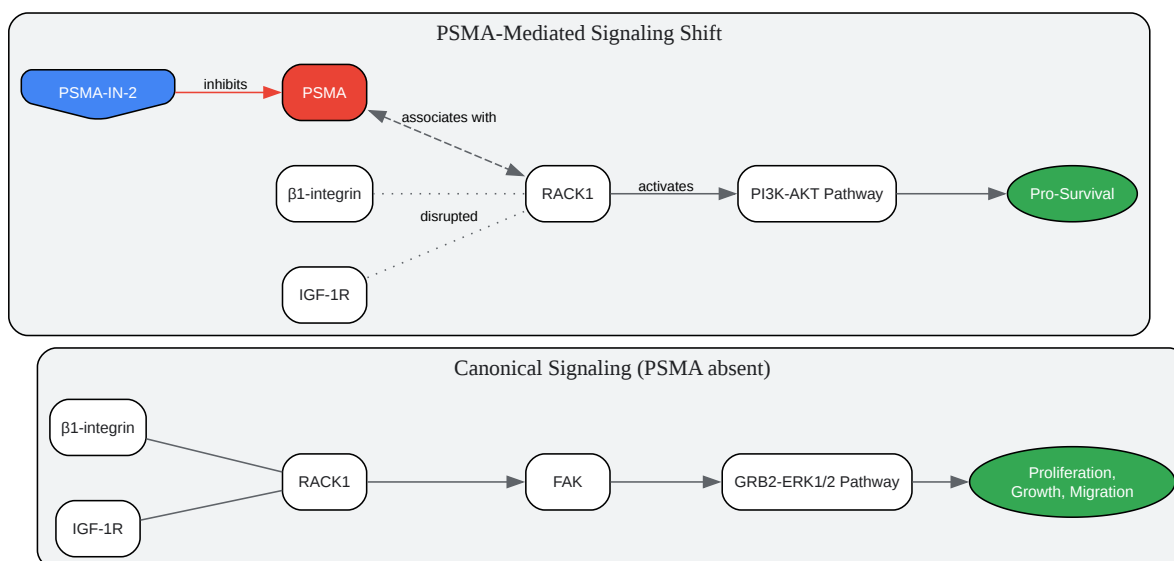 PSMA-Mediated Signaling Shift
PSMA-IN-2
inhibits
PSMA
associates with
β1-integrin
RACK1
activates
PI3K-AKT Pathway
Pro-Survival
disrupted
IGF-1R
Canonical Signaling (PSMA absent)
β1-integrin
RACK1
FAK
GRB2-ERK1/2 Pathway
Proliferation,
Growth, Migration
IGF-1R